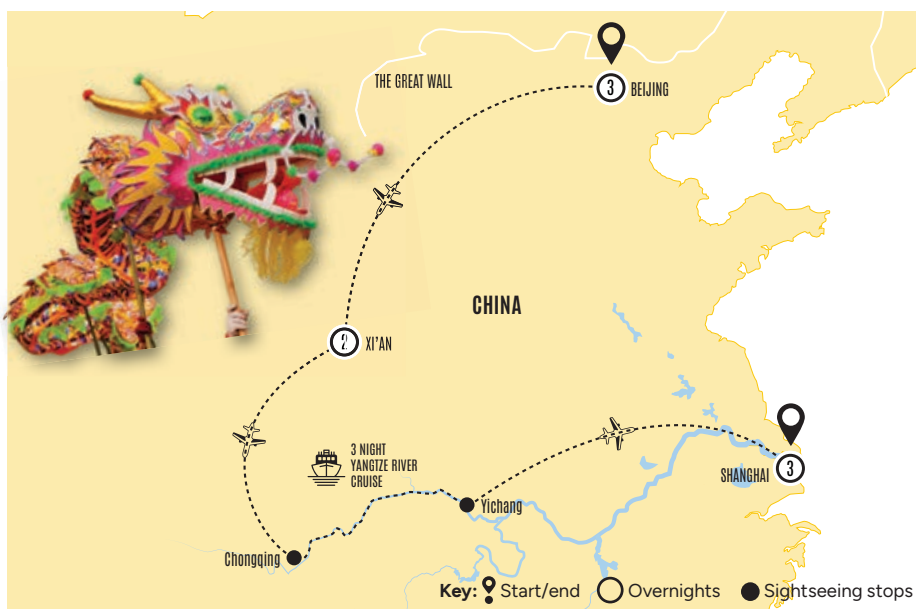 THE GREAT WALL
3 BEIJING
CHINA
2 XI'AN
3 NIGHT
YANGTZE RIVER
CRUISE
SHANGHAI 3
Yichang
Chongqing
Key: Start/end Overnights Sightseeing stops